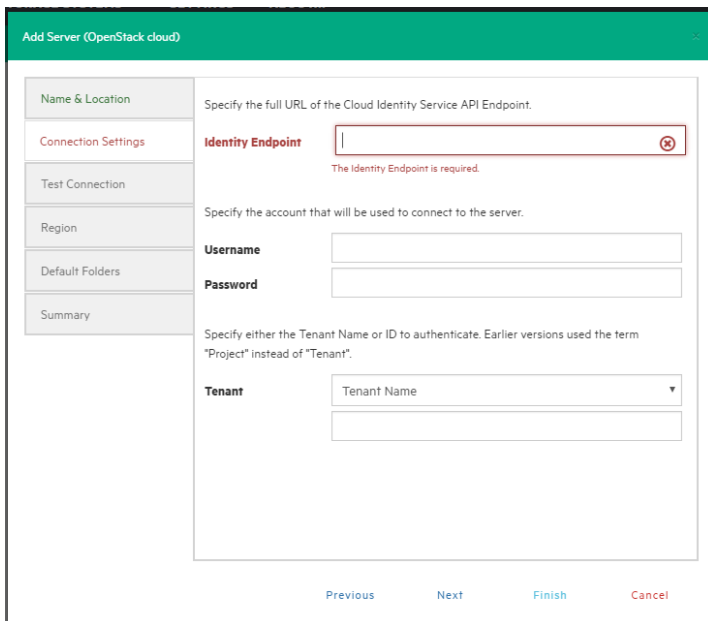 Add Server (OpenStack cloud)
x
Name & Location
Connection Settings
Test Connection
Region
Default Folders
Summary
Specify the full URL of the Cloud Identity Service API Endpoint.
Identity Endpoint
The Identity Endpoint is required.
Specify the account that will be used to connect to the server.
Username
Password
Specify either the Tenant Name or ID to authenticate. Earlier versions used the term
"Project" instead of "Tenant".
Tenant
Tenant Name
Previous Next Finish Cancel